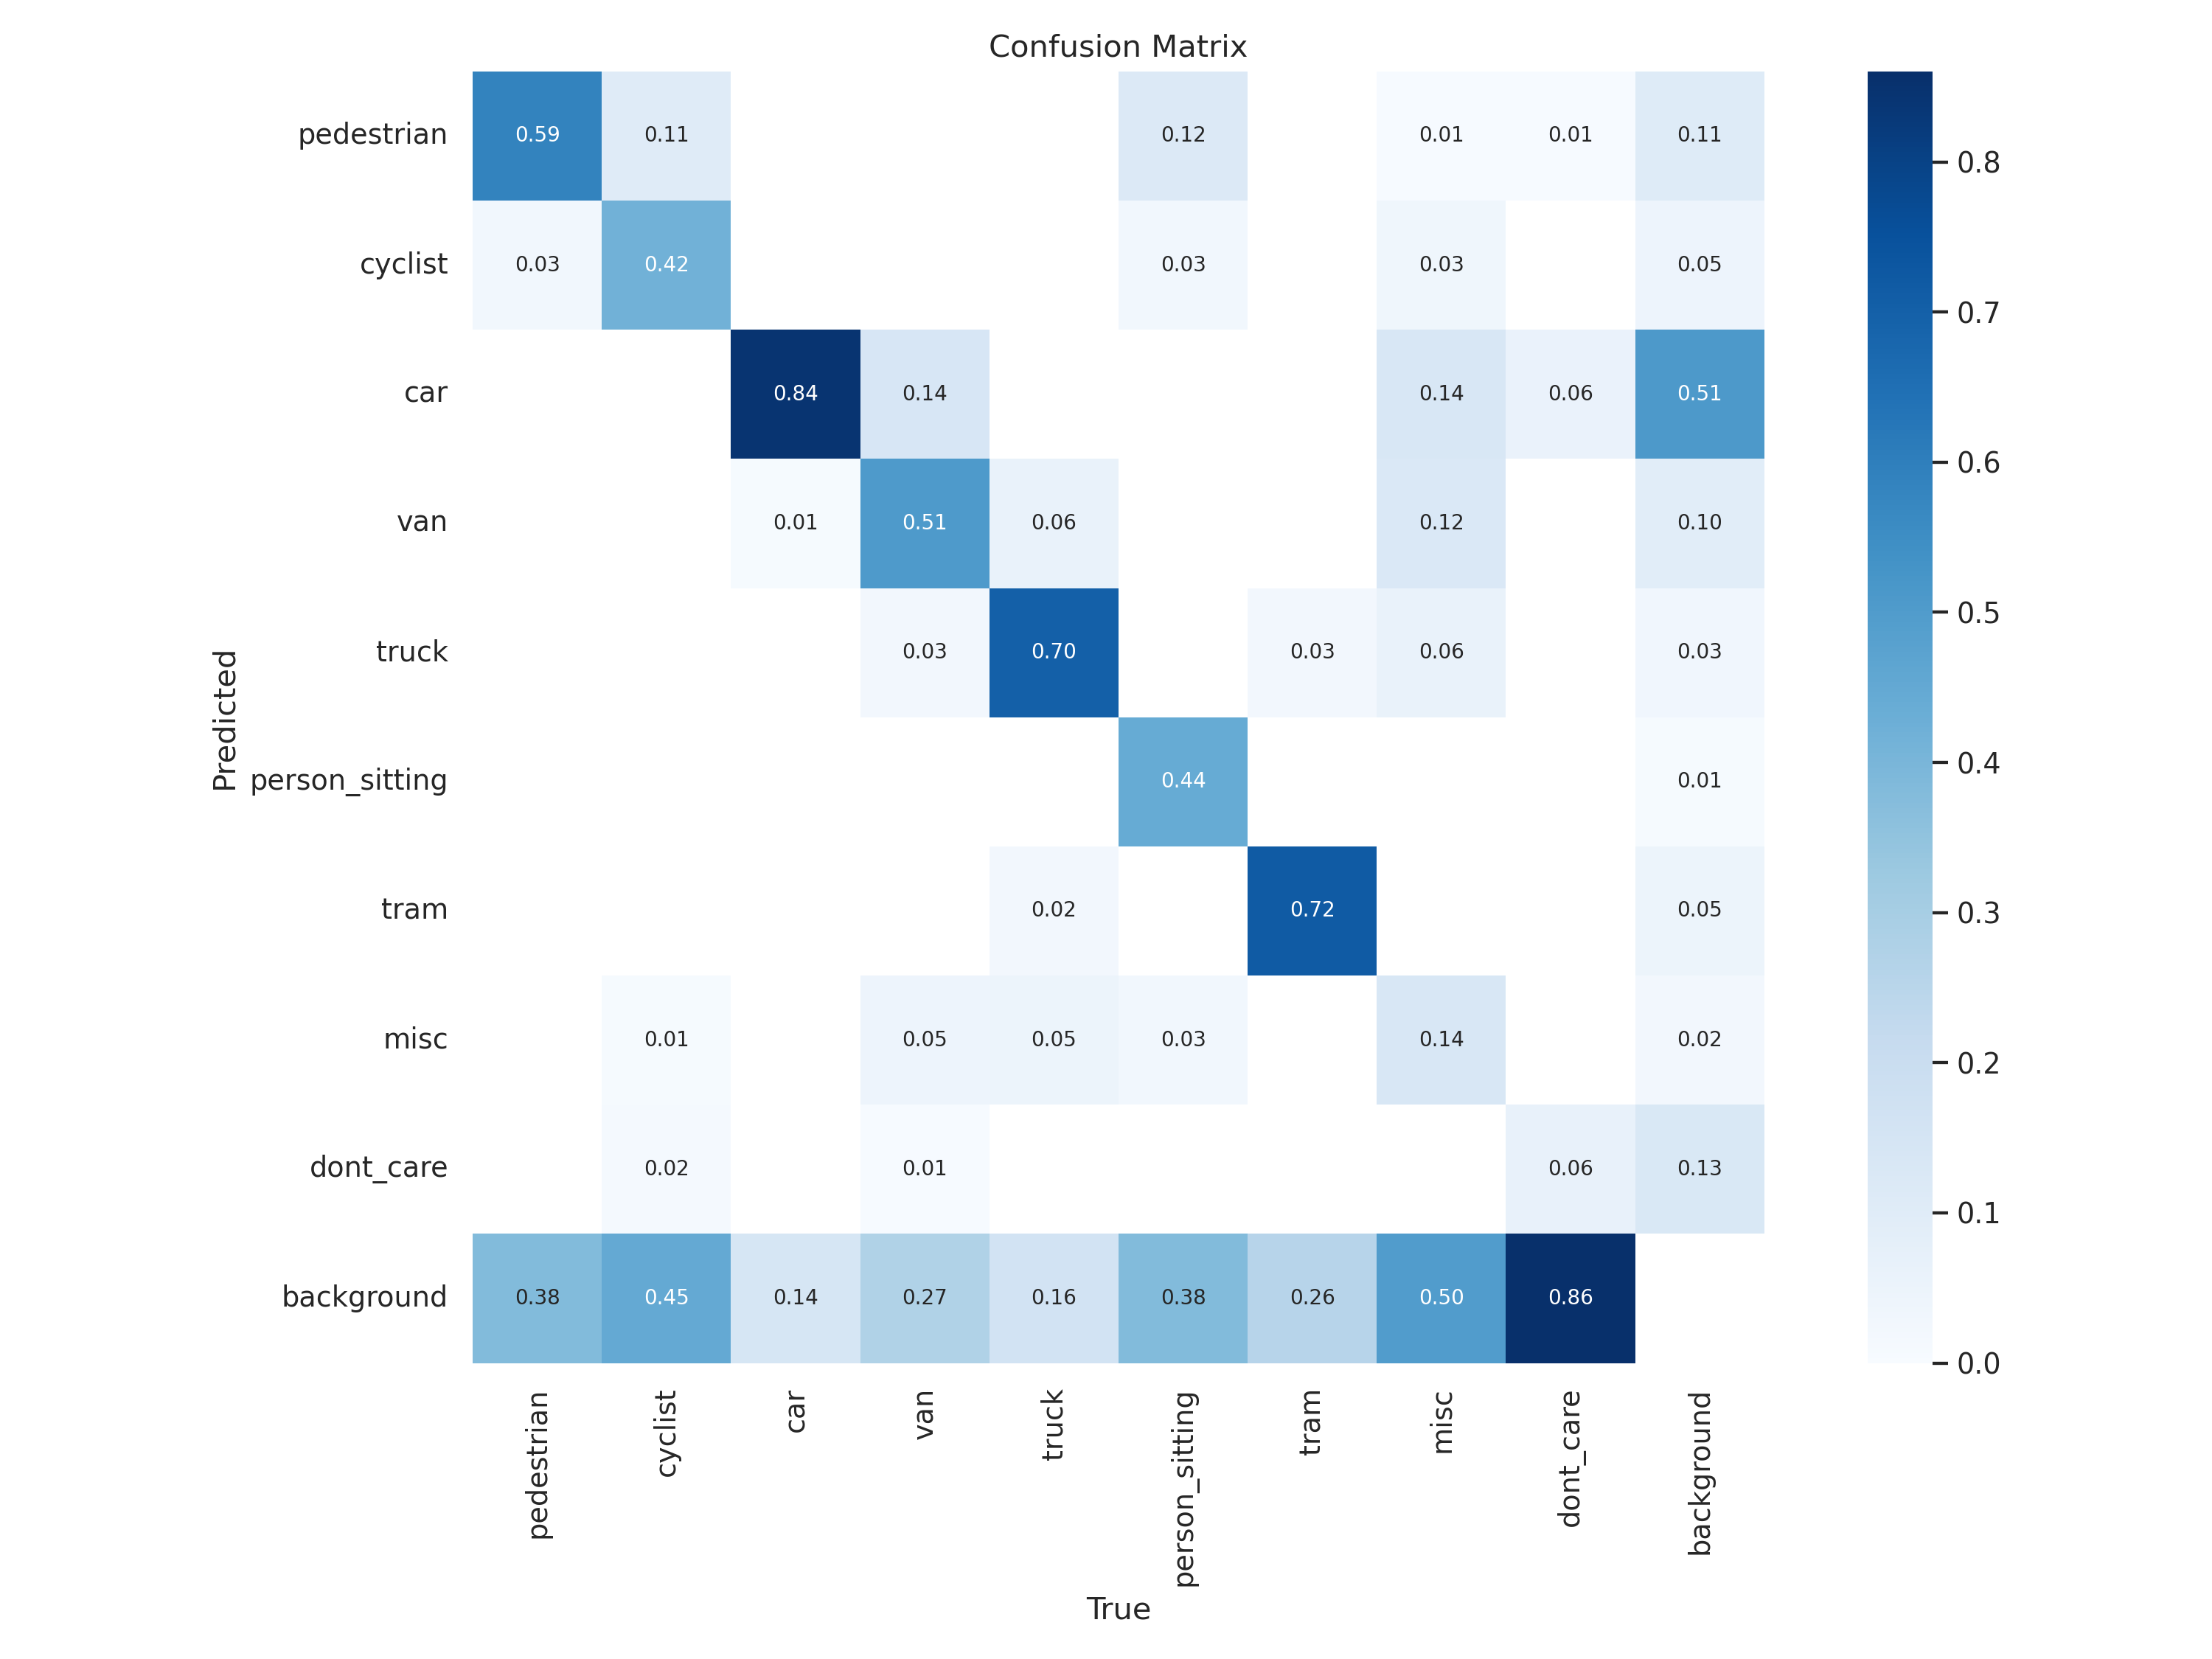 Confusion Matrix
pedestrian 0.59 0.11 0.12 0.01 0.01 0.11
cyclist 0.03 0.42 0.03 0.03 0.05
car 0.84 0.14 0.14 0.06 0.51
van 0.01 0.51 0.06 0.12 0.10
truck 0.03 0.70 0.03 0.06 0.03
person_sitting 0.44 0.01
tram 0.02 0.72 0.05
misc 0.01 0.05 0.05 0.03 0.14 0.02
dont_care 0.02 0.01 0.06 0.13
background 0.38 0.45 0.14 0.27 0.16 0.38 0.26 0.50 0.86
Predicted
pedestrian cyclist car van truck person_sitting tram misc dont_care background
True
0.8
0.7
0.6
0.5
0.4
0.3
0.2
0.1
0.0